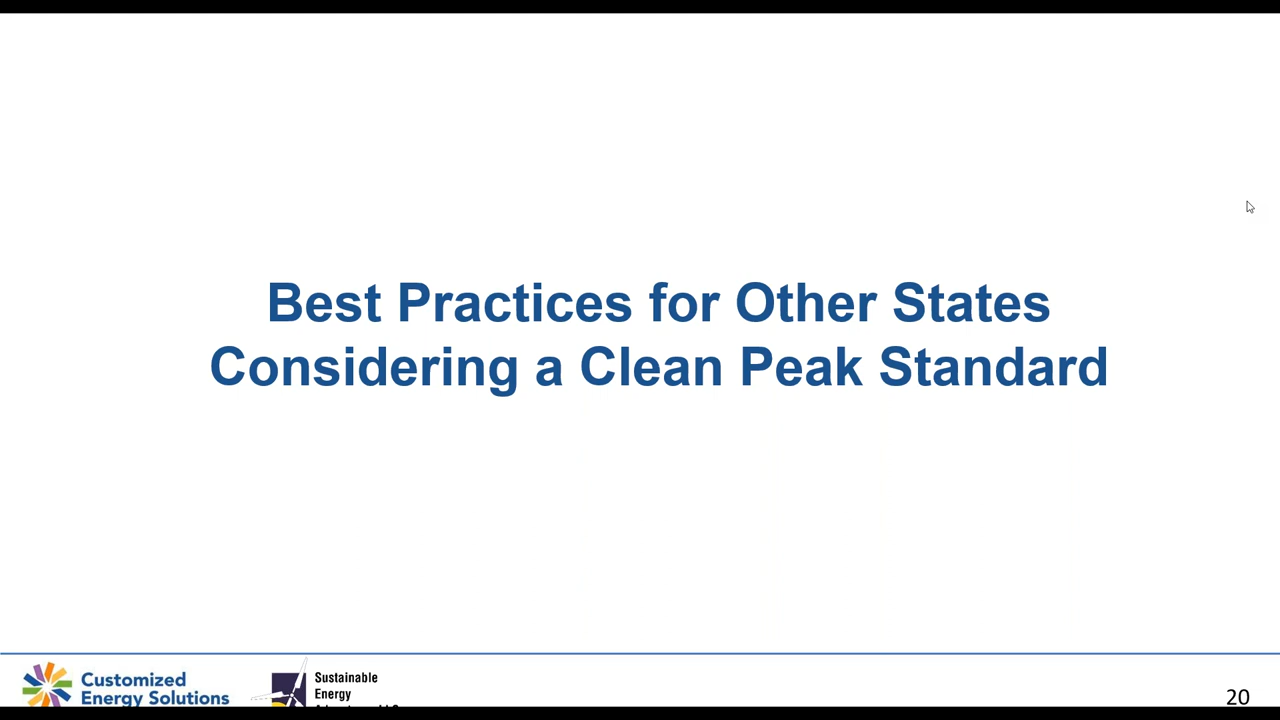 Best Practices for Other States
Considering a Clean Peak Standard
Customized
Energy Solutions
Sustainable
Energy
20